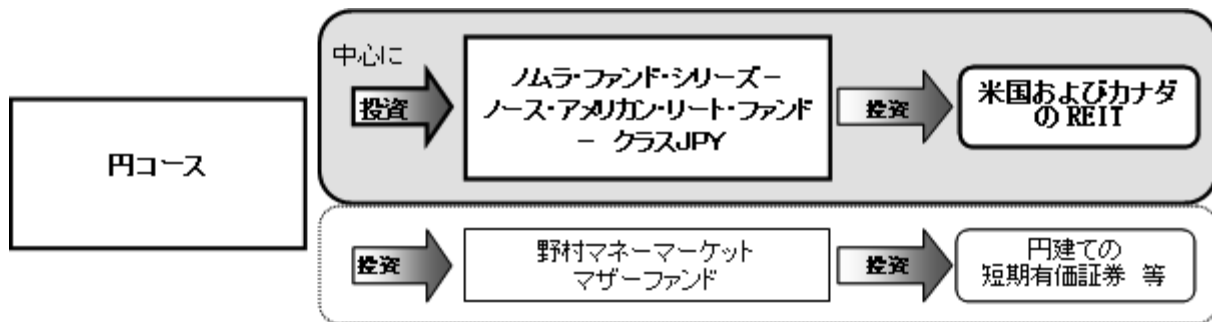 円コース
中心に
投資
ノムラ・ファンド・シリーズ－
ノース・アメリカン・リート・ファンド
－ クラスJPY
投資
米国およびカナダ
の REIT
投資
野村マネーマーケット
マザーファンド
投資
円建ての
短期有価証券 等